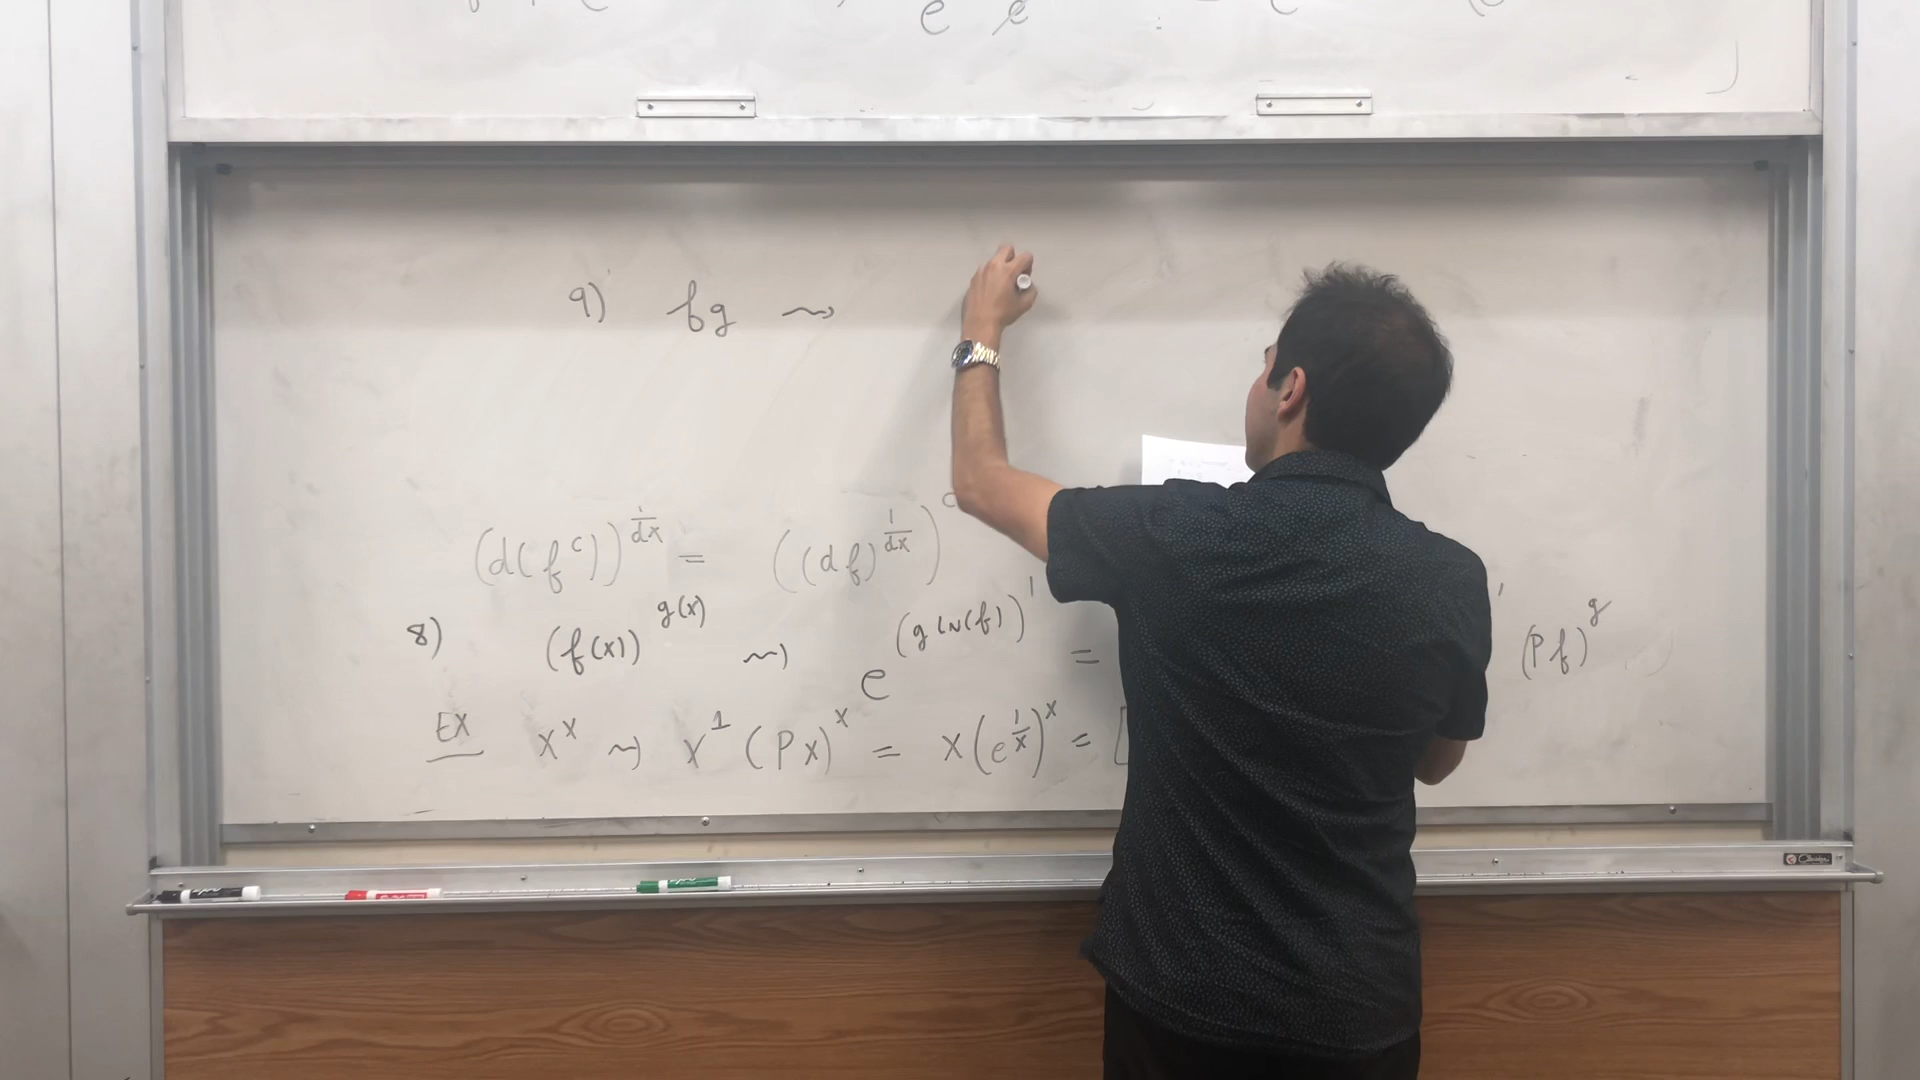 9) fg ⇝
(d(f^c))^{1/dx} = ((df)^{1/dx})^c
8) (f(x))^{g(x)} ⇝ e^{(g ln(f))'} = ' (Pf)^g
EX x^x ⇝ x^1 (Px)^x = x(e^{1/x})^x = [